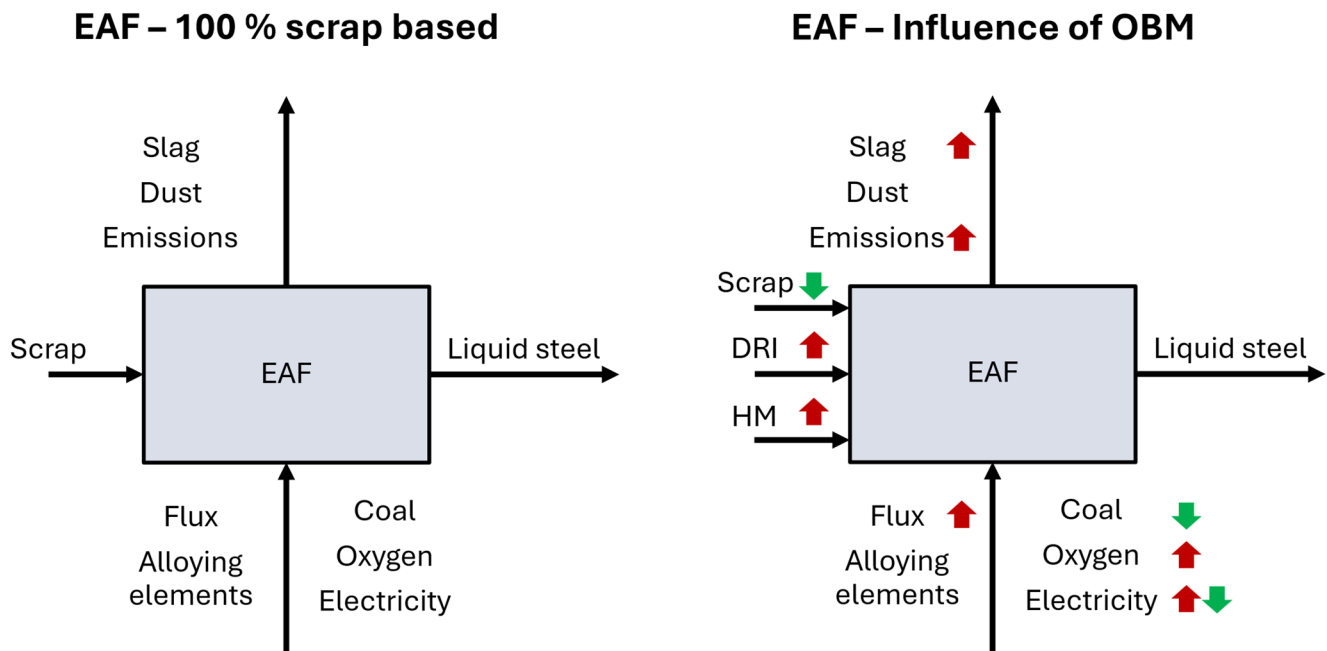 EAF – 100 % scrap based
Slag
Dust
Emissions
Scrap
EAF
Liquid steel
Flux
Alloying
elements
Coal
Oxygen
Electricity
EAF – Influence of OBM
Slag
Dust
Emissions
Scrap
DRI
HM
EAF
Liquid steel
Flux
Alloying
elements
Coal
Oxygen
Electricity